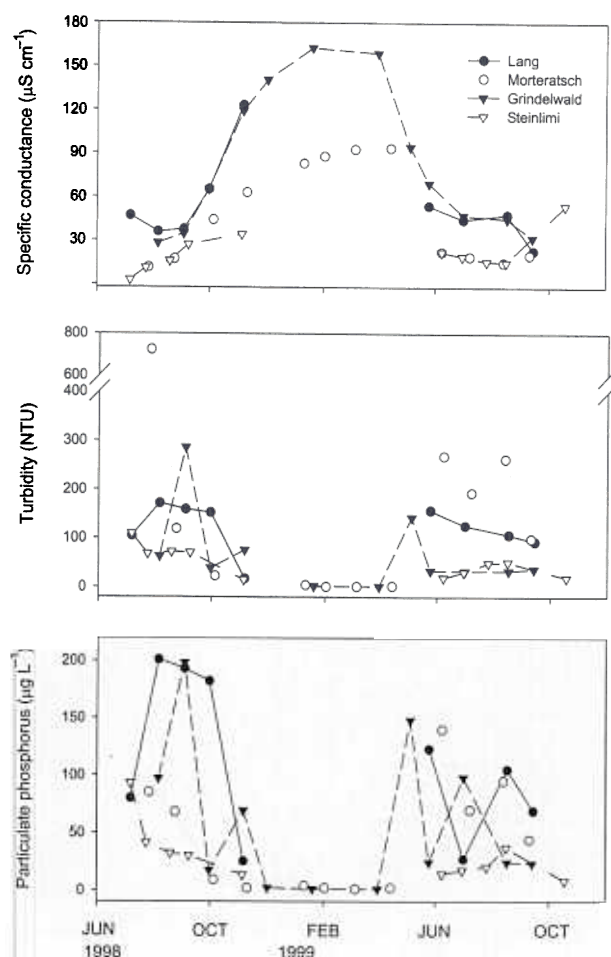 Specific conductance (µS cm⁻¹)
180
150
120
90
60
30
Lang
Morteratsch
Grindelwald
Steinlimi
Turbidity (NTU)
800
600
400
300
200
100
0
Particulate phosphorus (µg L⁻¹)
200
150
100
50
0
JUN OCT FEB JUN OCT
1998 1999